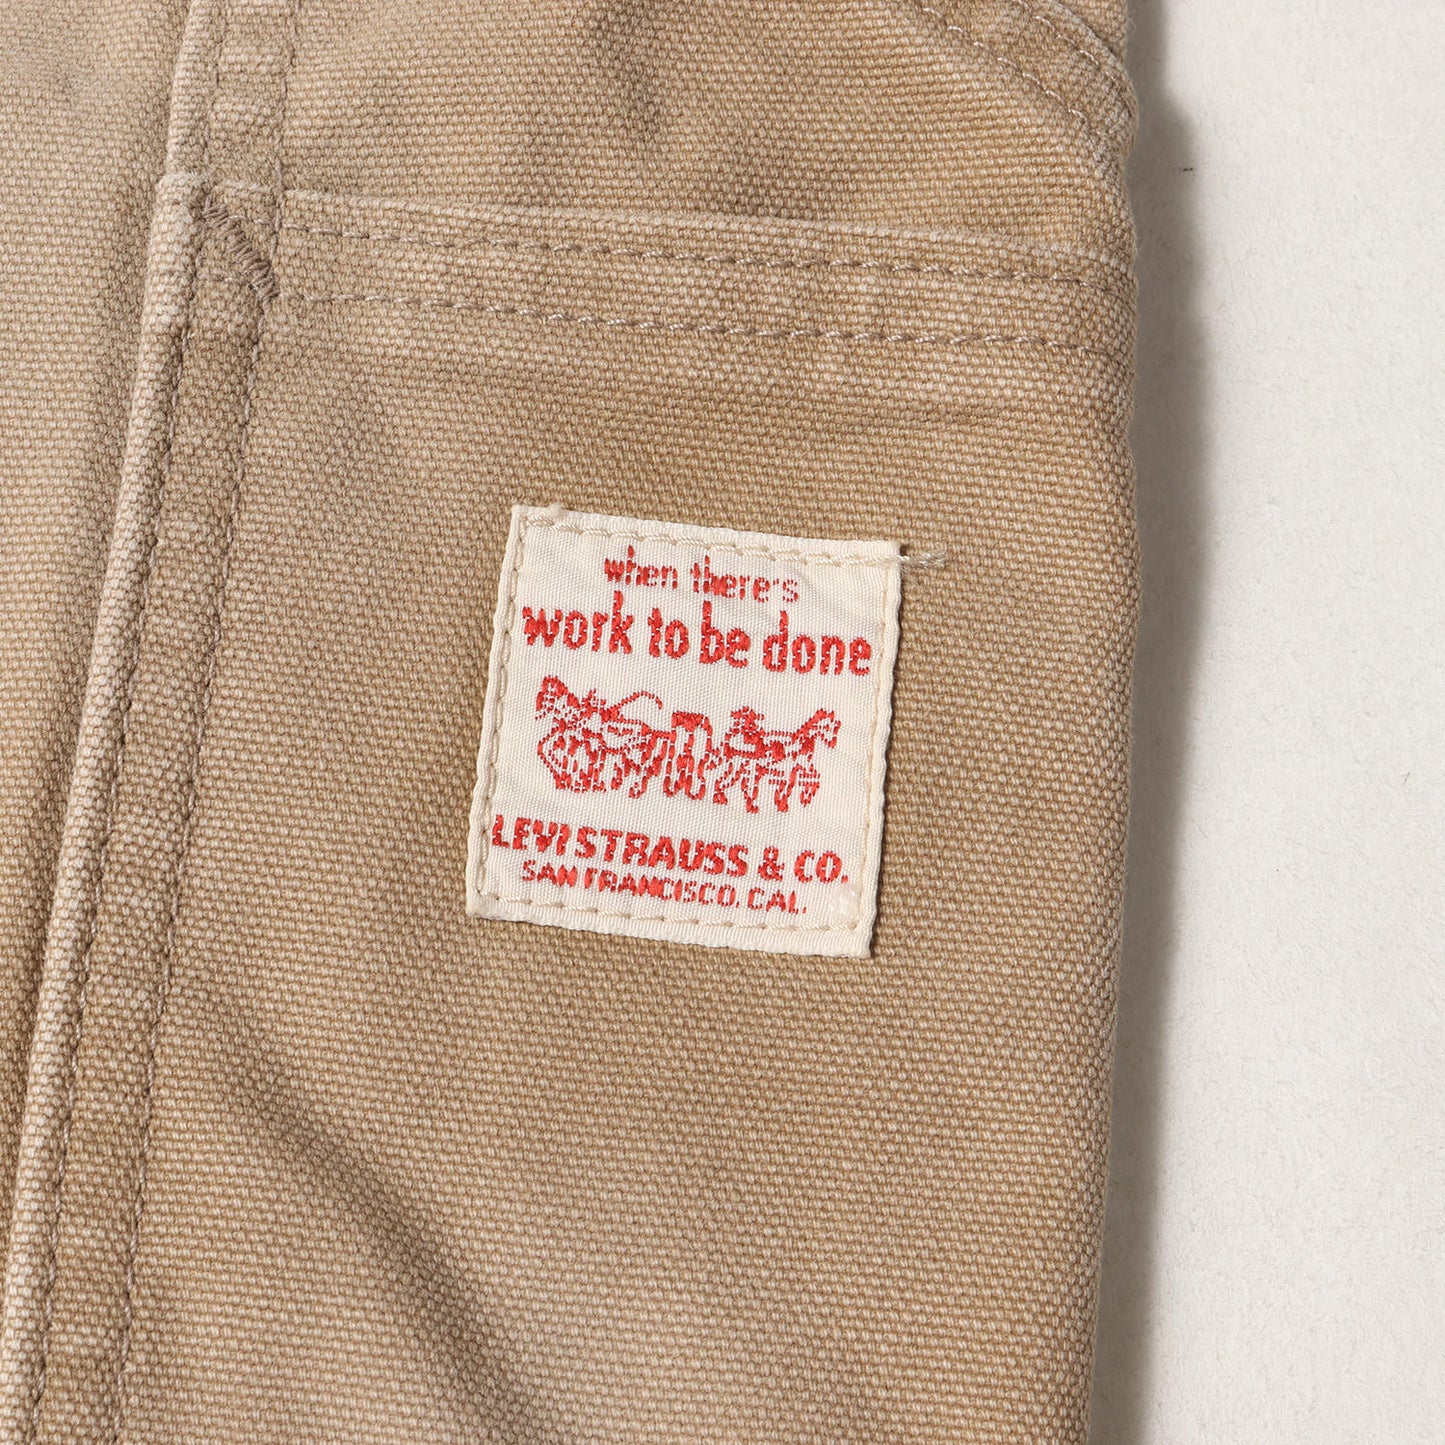 when there's
work to be done
LEVI STRAUSS & CO.
SAN FRANCISCO. CAL.